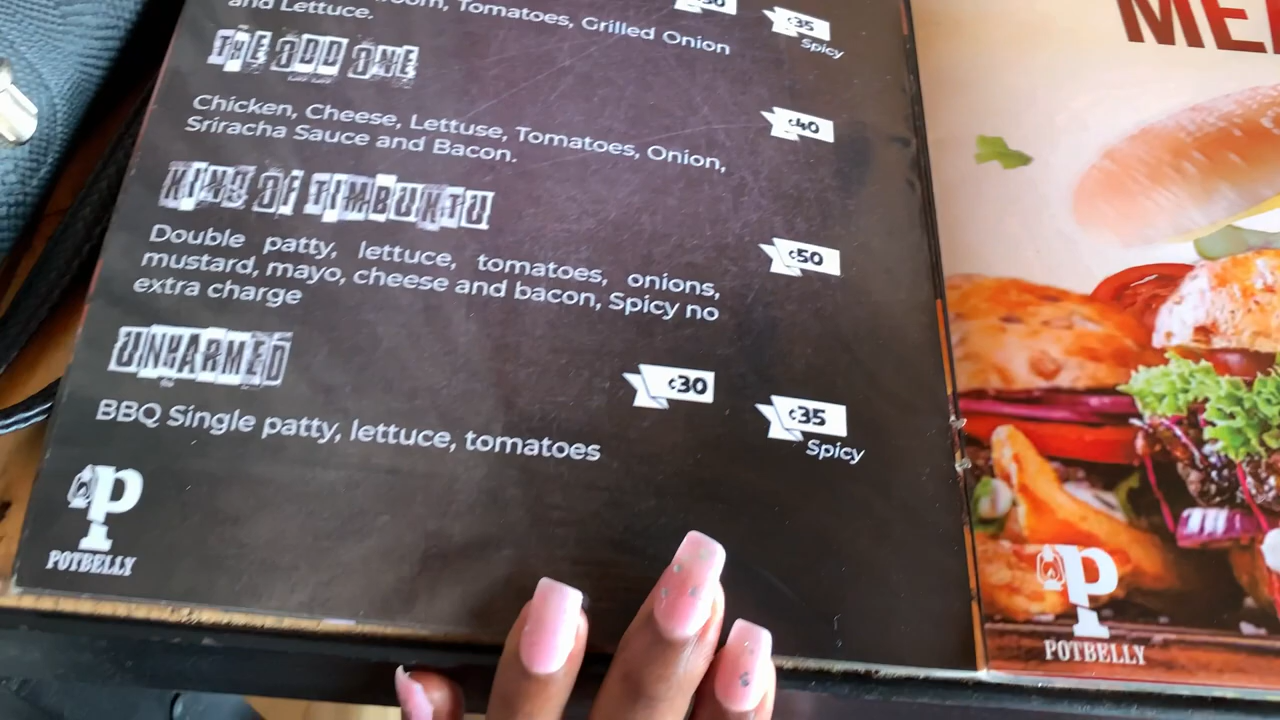 Tomatoes, Grilled Onion
and Lettuce.
¢35
Spicy
THE ODD ONE
Chicken, Cheese, Lettuse, Tomatoes, Onion,
Sriracha Sauce and Bacon.
¢40
KING OF TIMBUKTU
Double patty, lettuce, tomatoes, onions,
mustard, mayo, cheese and bacon, Spicy no
extra charge
¢50
UNHARMED
BBQ Single patty, lettuce, tomatoes
¢30
¢35
Spicy
P
POTBELLY
P
POTBELLY